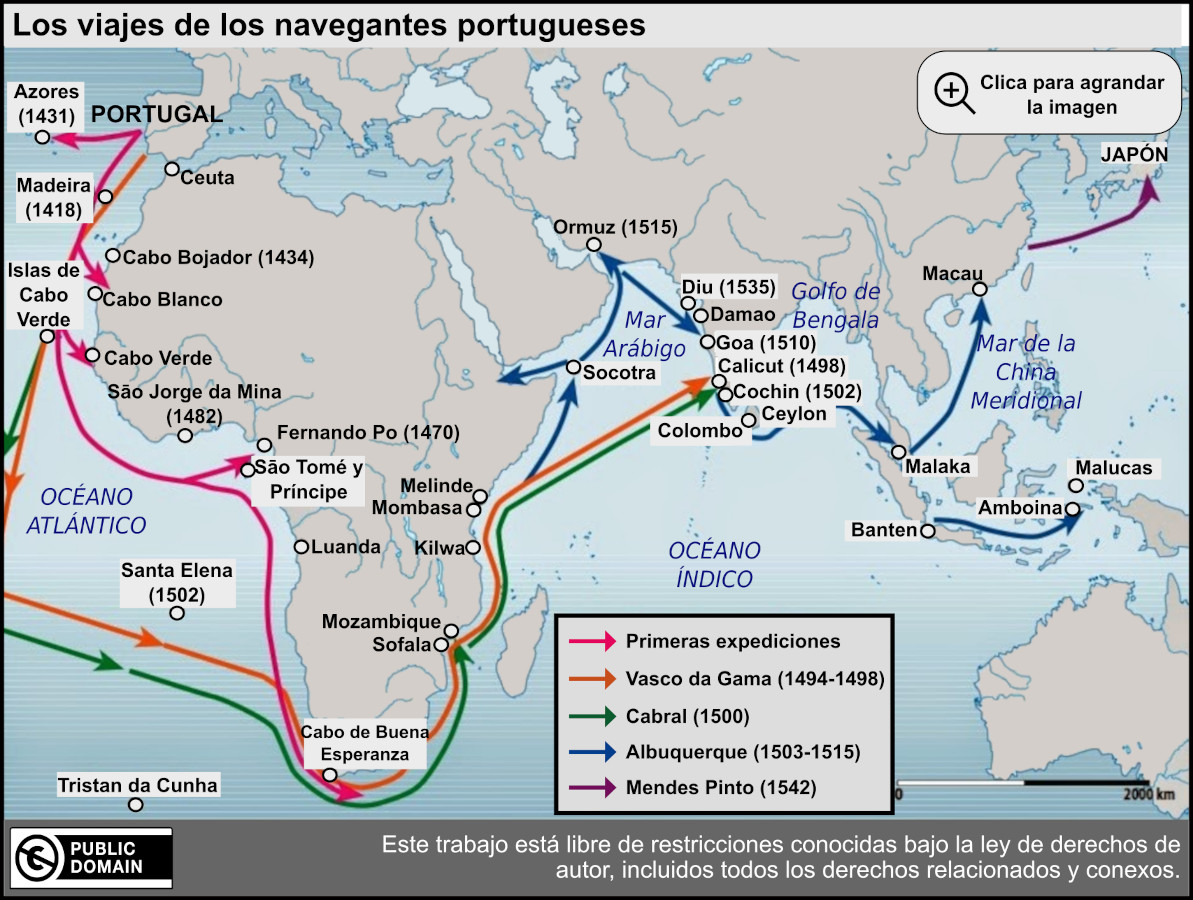 Los viajes de los navegantes portugueses
Clica para agrandar
la imagen
Azores
(1431)
PORTUGAL
JAPÓN
Ceuta
Madeira
(1418)
Ormuz (1515)
Cabo Bojador (1434)
Islas de
Cabo
Verde
Cabo Blanco
Macau
Diu (1535)
Damao
Golfo de
Bengala
Mar
Arábigo
Goa (1510)
Mar de la
China
Meridional
Cabo Verde
Socotra
Calicut (1498)
São Jorge da Mina
(1482)
Cochin (1502)
Ceylon
Colombo
Fernando Po (1470)
São Tomé y
Príncipe
Malaka
Malucas
Melinde
Mombasa
OCÉANO
ATLÁNTICO
Amboina
Banten
Luanda
Kilwa
OCÉANO
ÍNDICO
Santa Elena
(1502)
Mozambique
Sofala
Primeras expediciones
Vasco da Gama (1494-1498)
Cabral (1500)
Albuquerque (1503-1515)
Mendes Pinto (1542)
Cabo de Buena
Esperanza
Tristan da Cunha
0
2000 km
PUBLIC
DOMAIN
Este trabajo está libre de restricciones conocidas bajo la ley de derechos de
autor, incluidos todos los derechos relacionados y conexos.